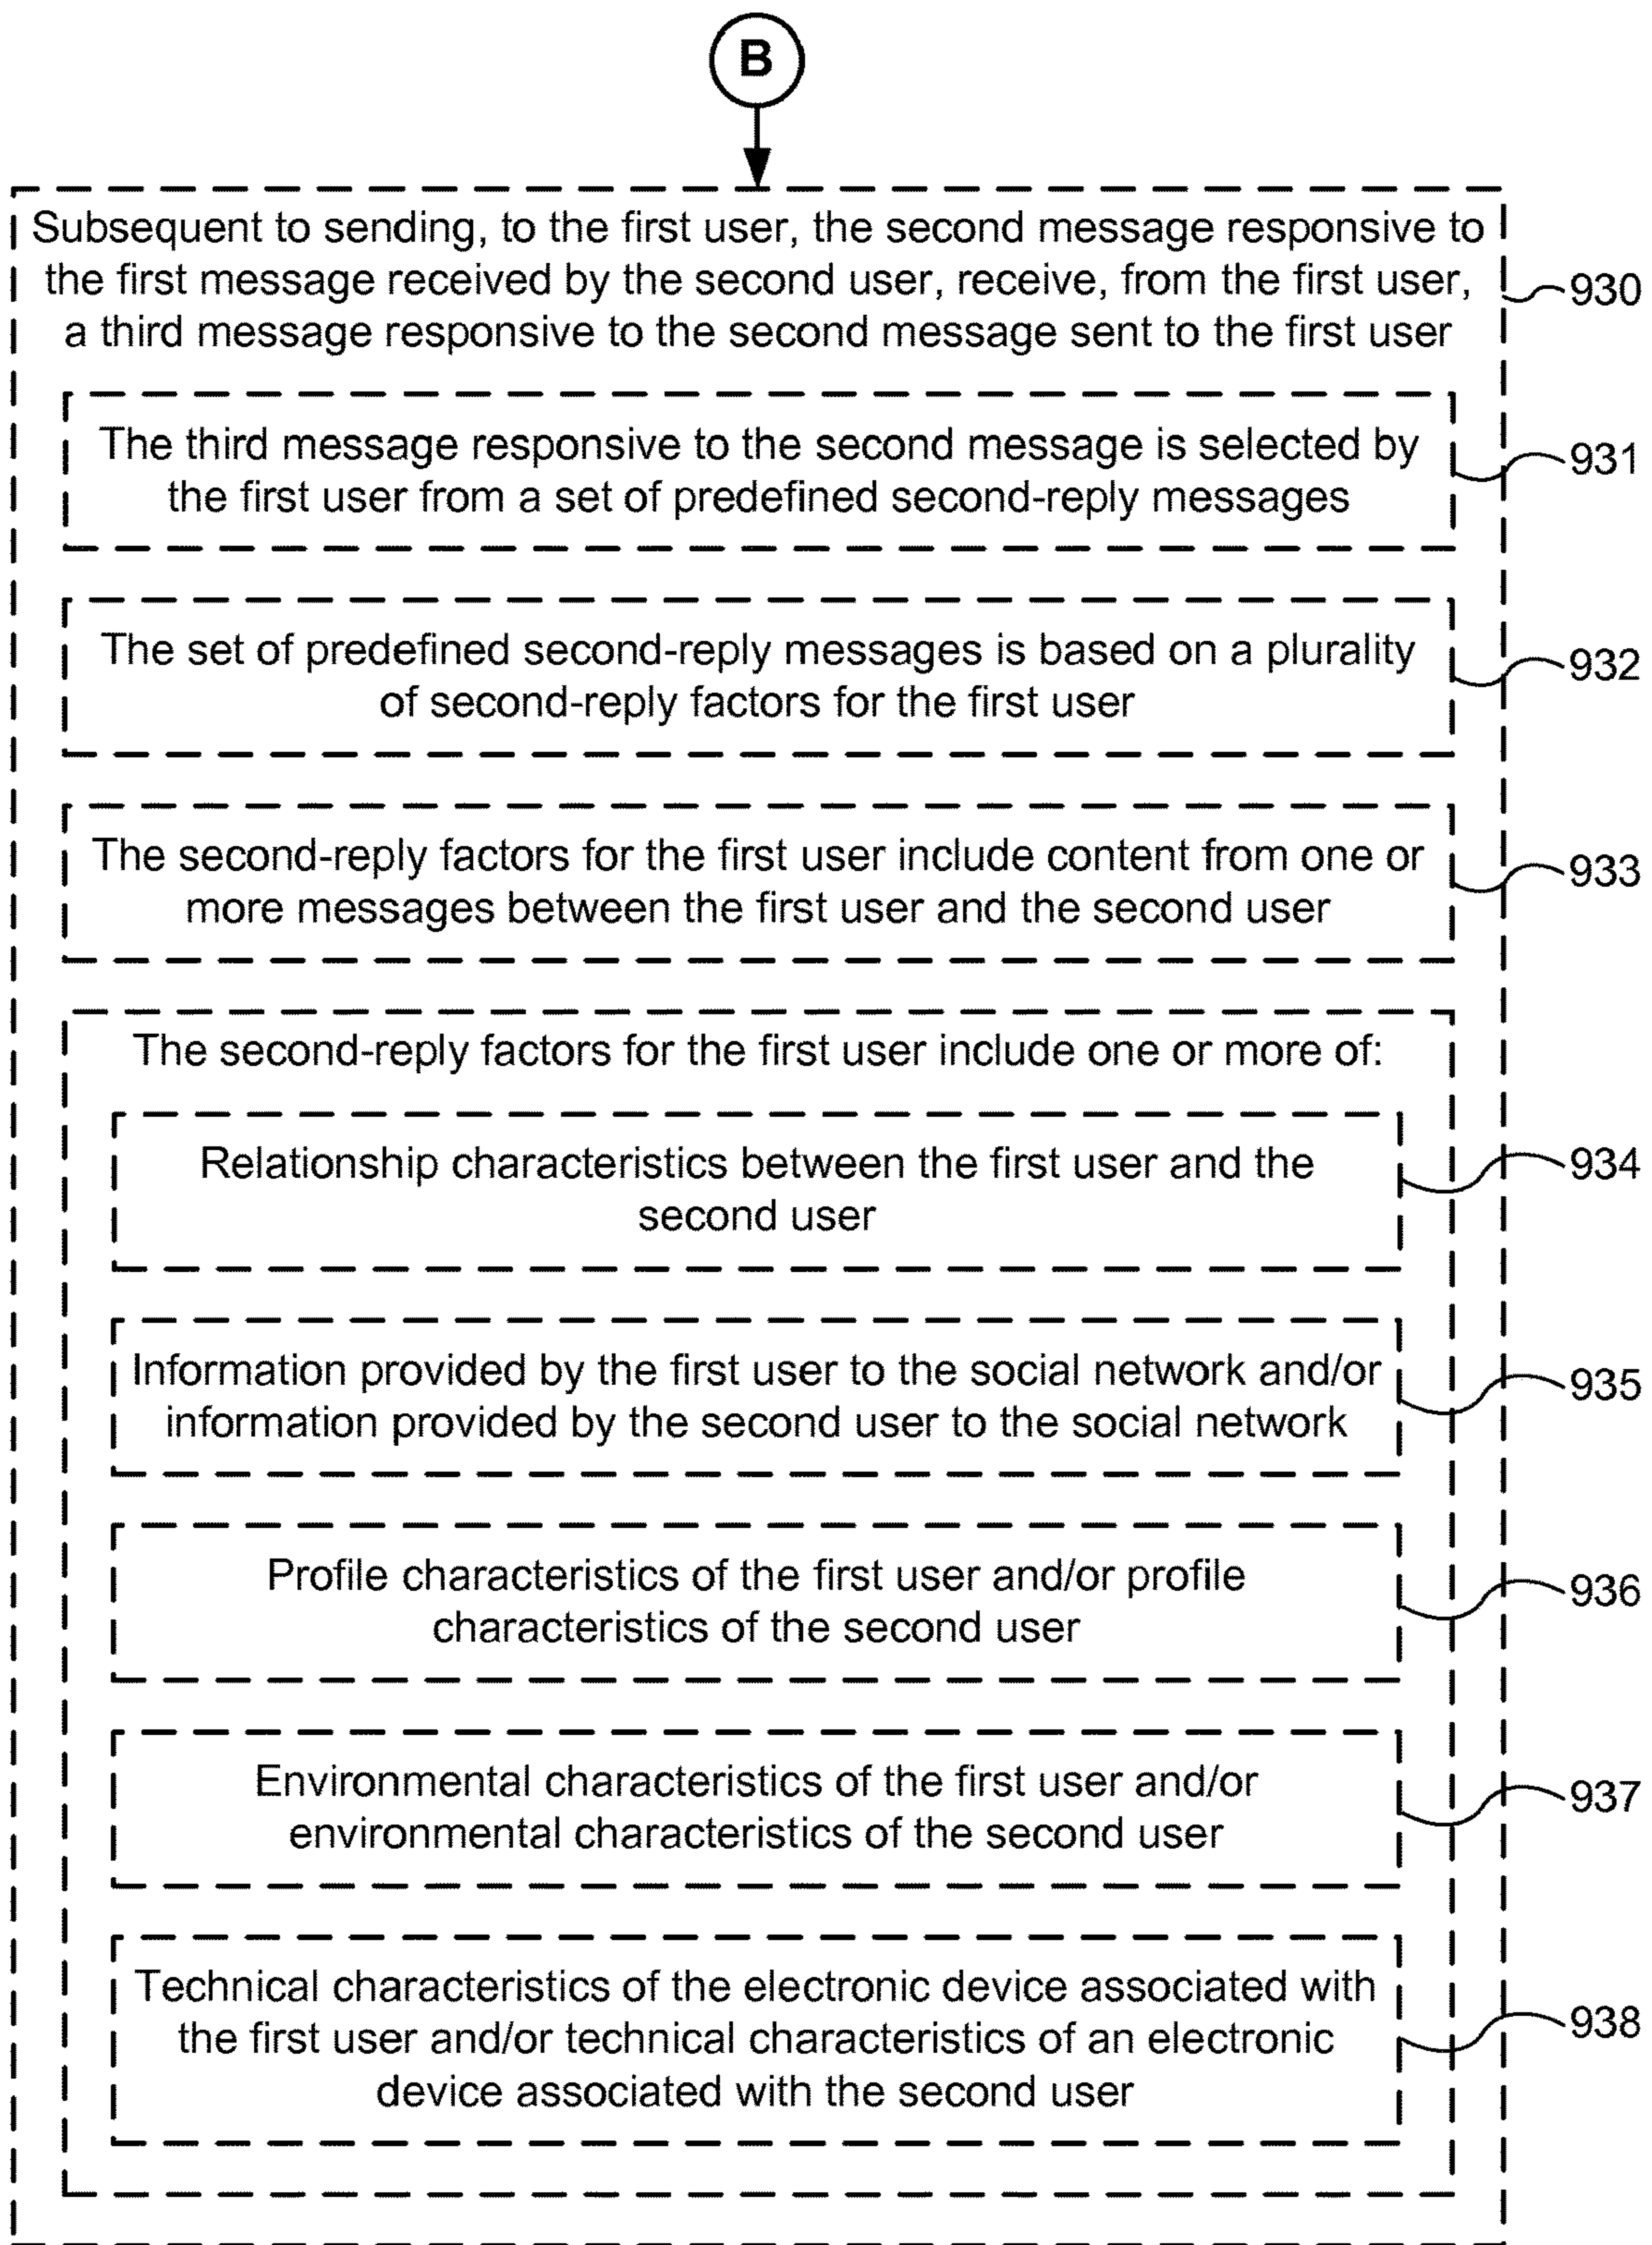 B
Subsequent to sending, to the first user, the second message responsive to
the first message received by the second user, receive, from the first user,
a third message responsive to the second message sent to the first user
930
The third message responsive to the second message is selected by
the first user from a set of predefined second-reply messages
931
The set of predefined second-reply messages is based on a plurality
of second-reply factors for the first user
932
The second-reply factors for the first user include content from one or
more messages between the first user and the second user
933
The second-reply factors for the first user include one or more of:
Relationship characteristics between the first user and the
second user
934
Information provided by the first user to the social network and/or
information provided by the second user to the social network
935
Profile characteristics of the first user and/or profile
characteristics of the second user
936
Environmental characteristics of the first user and/or
environmental characteristics of the second user
937
Technical characteristics of the electronic device associated with
the first user and/or technical characteristics of an electronic
device associated with the second user
938